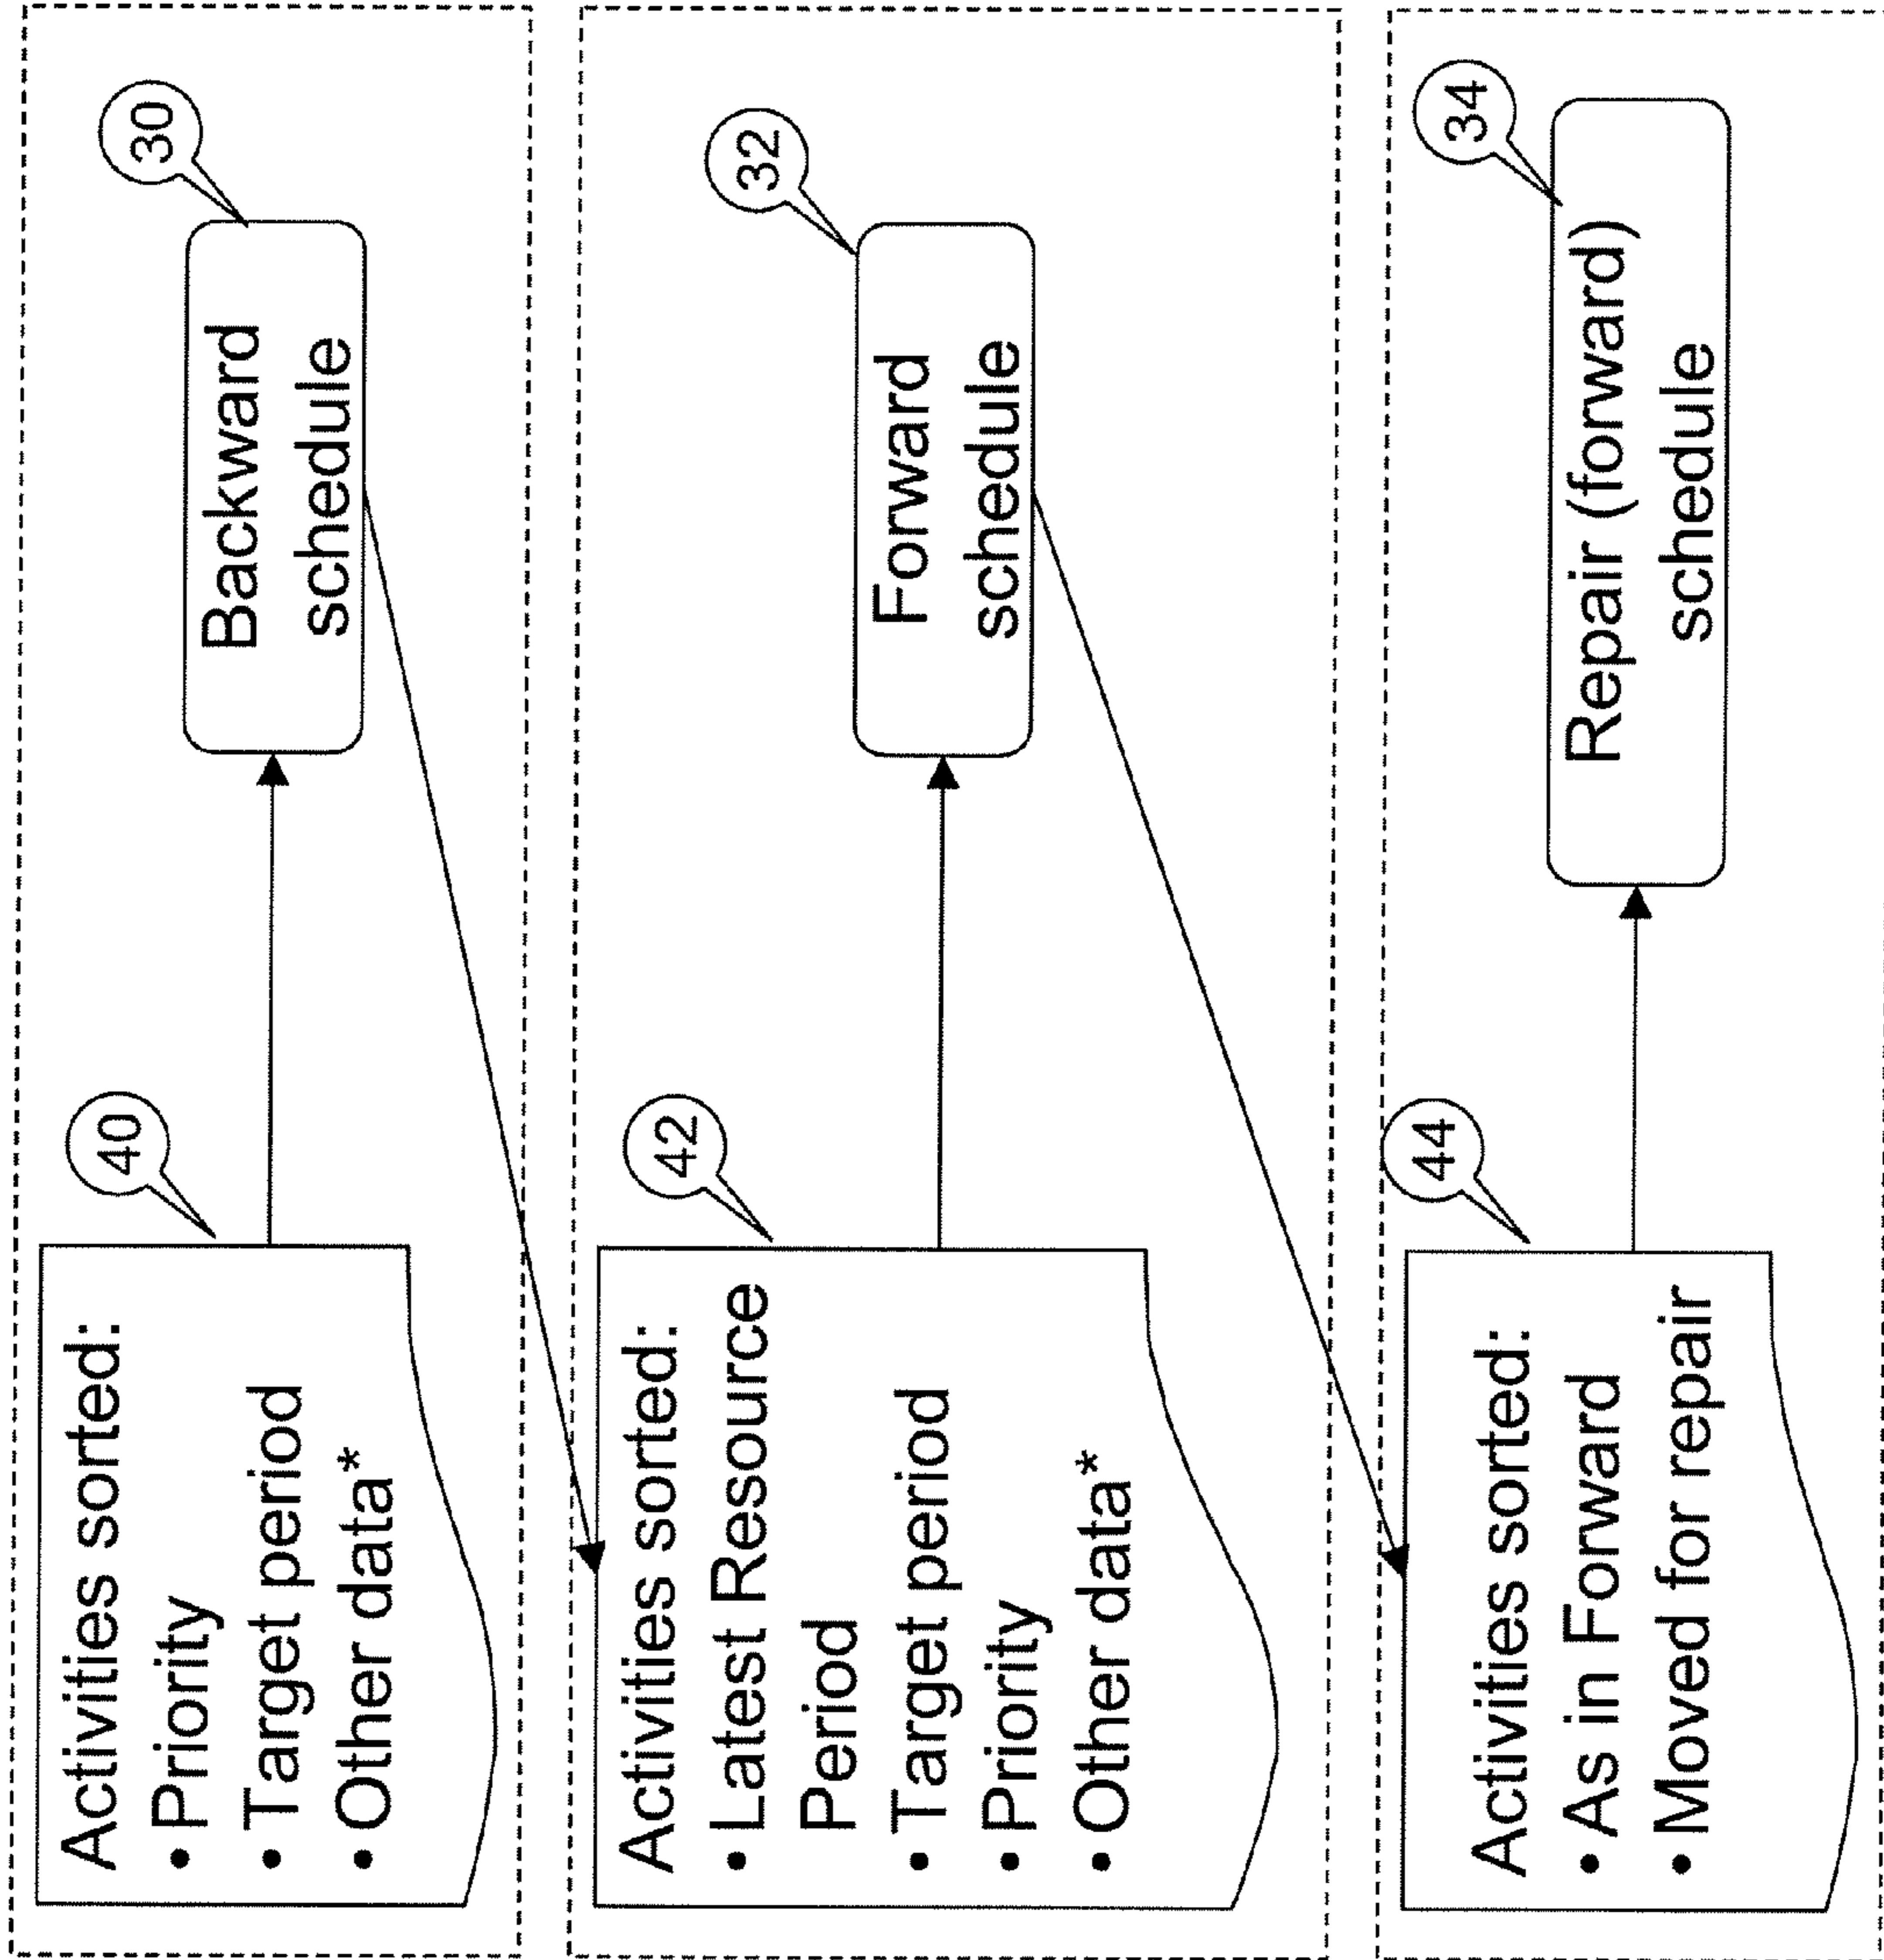 40
Activities sorted:
• Priority
• Target period
• Other data*
30
Backward
schedule
42
Activities sorted:
• Latest Resource
Period
• Target period
• Priority
• Other data*
32
Forward
schedule
44
Activities sorted:
• As in Forward
• Moved for repair
34
Repair (forward)
schedule